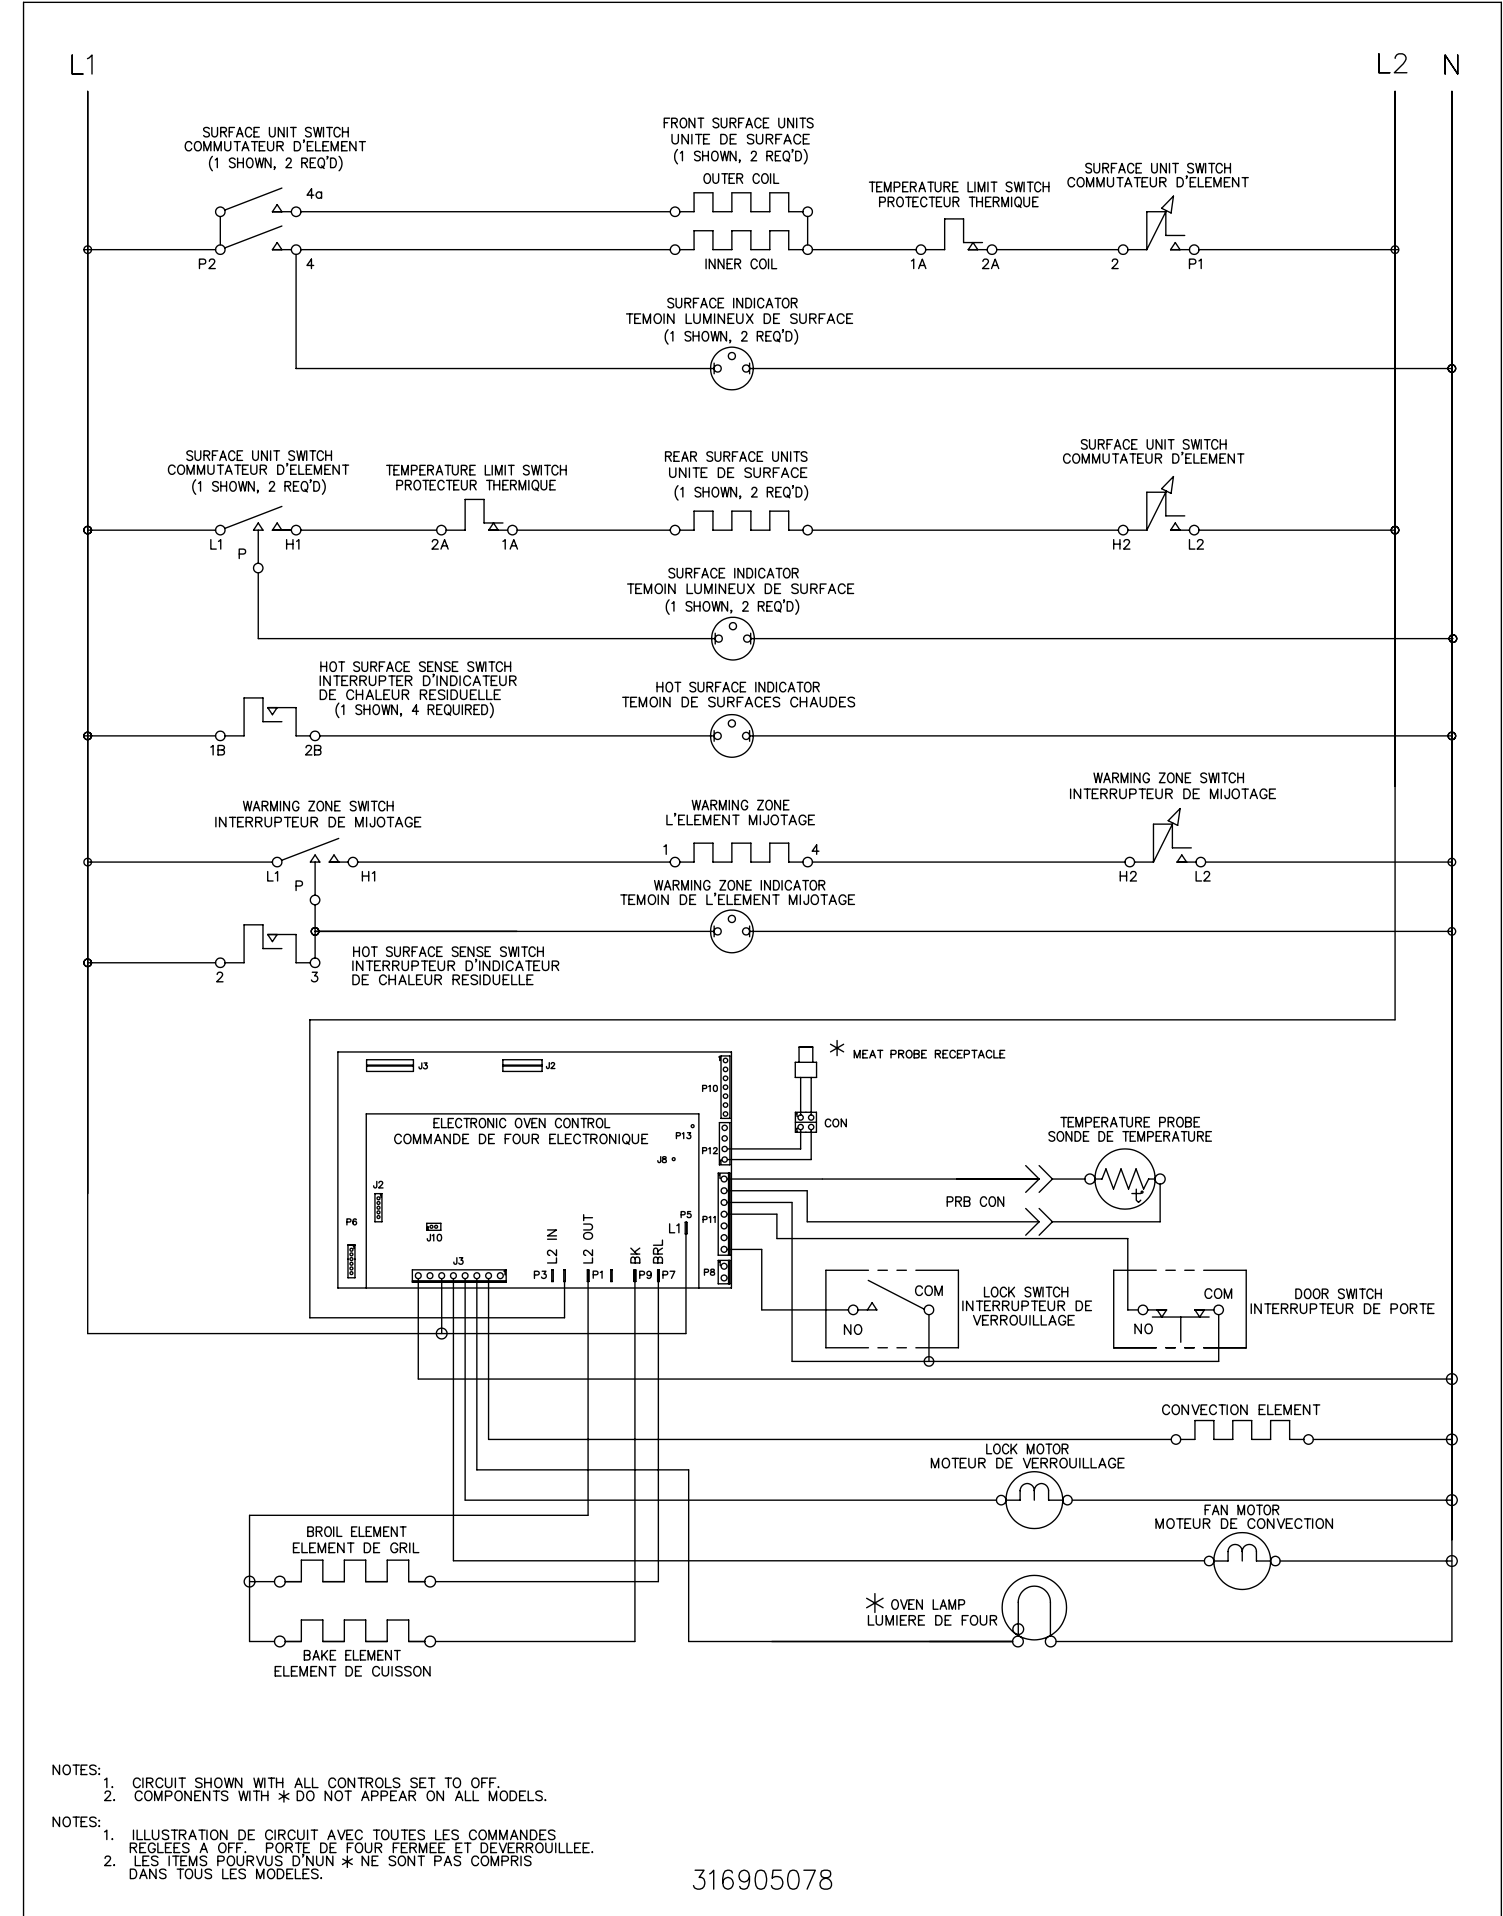 L1
L2 N
SURFACE UNIT SWITCH
COMMUTATEUR D'ELEMENT
(1 SHOWN, 2 REQ'D)
FRONT SURFACE UNITS
UNITE DE SURFACE
(1 SHOWN, 2 REQ'D)
OUTER COIL
TEMPERATURE LIMIT SWITCH
PROTECTEUR THERMIQUE
SURFACE UNIT SWITCH
COMMUTATEUR D'ELEMENT
4a
P2
4
INNER COIL
1A
2A
2
P1
SURFACE INDICATOR
TEMOIN LUMINEUX DE SURFACE
(1 SHOWN, 2 REQ'D)
SURFACE UNIT SWITCH
COMMUTATEUR D'ELEMENT
(1 SHOWN, 2 REQ'D)
TEMPERATURE LIMIT SWITCH
PROTECTEUR THERMIQUE
REAR SURFACE UNITS
UNITE DE SURFACE
(1 SHOWN, 2 REQ'D)
SURFACE UNIT SWITCH
COMMUTATEUR D'ELEMENT
L1
P
H1
2A
1A
H2
L2
SURFACE INDICATOR
TEMOIN LUMINEUX DE SURFACE
(1 SHOWN, 2 REQ'D)
HOT SURFACE SENSE SWITCH
INTERRUPTER D'INDICATEUR
DE CHALEUR RESIDUELLE
(1 SHOWN, 4 REQUIRED)
HOT SURFACE INDICATOR
TEMOIN DE SURFACES CHAUDES
1B
2B
WARMING ZONE SWITCH
INTERRUPTEUR DE MIJOTAGE
WARMING ZONE
L'ELEMENT MIJOTAGE
WARMING ZONE SWITCH
INTERRUPTEUR DE MIJOTAGE
1
4
L1
P
H1
H2
L2
WARMING ZONE INDICATOR
TEMOIN DE L'ELEMENT MIJOTAGE
2
3
HOT SURFACE SENSE SWITCH
INTERRUPTEUR D'INDICATEUR
DE CHALEUR RESIDUELLE
J3
J2
P10
* MEAT PROBE RECEPTACLE
CON
ELECTRONIC OVEN CONTROL
COMMANDE DE FOUR ELECTRONIQUE
P13
P12
J8
TEMPERATURE PROBE
SONDE DE TEMPERATURE
t°
PRB CON
J2
P6
J10
J3
P5
L1
P11
P8
L2 IN
L2 OUT
BK
BRL
P3
P1
P9
P7
COM
NO
LOCK SWITCH
INTERRUPTEUR DE
VERROUILLAGE
COM
NO
DOOR SWITCH
INTERRUPTEUR DE PORTE
CONVECTION ELEMENT
LOCK MOTOR
MOTEUR DE VERROUILLAGE
FAN MOTOR
MOTEUR DE CONVECTION
BROIL ELEMENT
ELEMENT DE GRIL
* OVEN LAMP
LUMIERE DE FOUR
BAKE ELEMENT
ELEMENT DE CUISSON
NOTES:
1. CIRCUIT SHOWN WITH ALL CONTROLS SET TO OFF.
2. COMPONENTS WITH * DO NOT APPEAR ON ALL MODELS.
NOTES:
1. ILLUSTRATION DE CIRCUIT AVEC TOUTES LES COMMANDES
REGLEES A OFF. PORTE DE FOUR FERMEE ET DEVERROUILLEE.
2. LES ITEMS POURVUS D'NUN * NE SONT PAS COMPRIS
DANS TOUS LES MODELES.
316905078